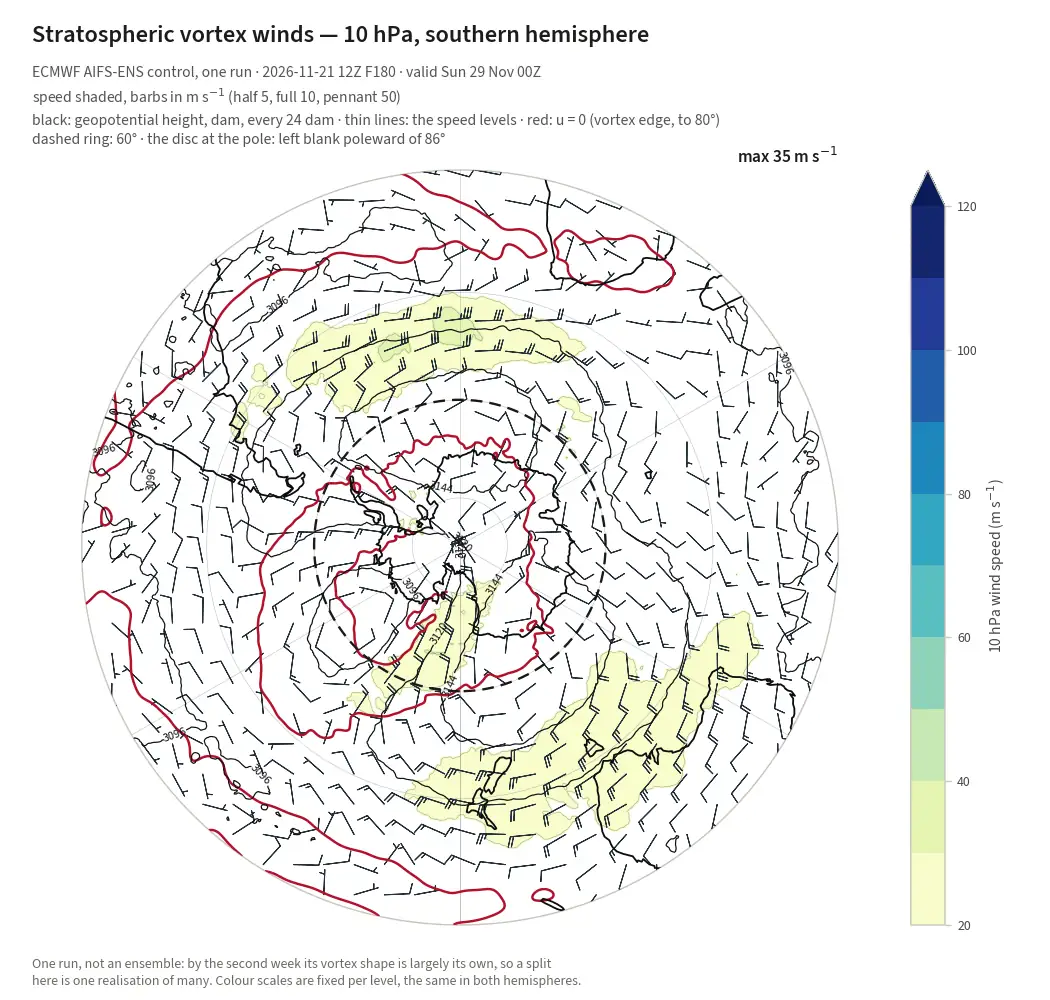 Stratospheric vortex winds — 10 hPa, southern hemisphere
ECMWF AIFS-ENS control, one run · 2026-11-21 12Z F180 · valid Sun 29 Nov 00Z
speed shaded, barbs in m s⁻¹ (half 5, full 10, pennant 50)
black: geopotential height, dam, every 24 dam · thin lines: the speed levels · red: u = 0 (vortex edge, to 80°)
dashed ring: 60° · the disc at the pole: left blank poleward of 86°
max 35 m s⁻¹
120
100
80
60
40
20
10 hPa wind speed (m s⁻¹)
3096
3096
3096
3096
3144
3096
3144
3120
3144
3096
3096
One run, not an ensemble: by the second week its vortex shape is largely its own, so a split
here is one realisation of many. Colour scales are fixed per level, the same in both hemispheres.